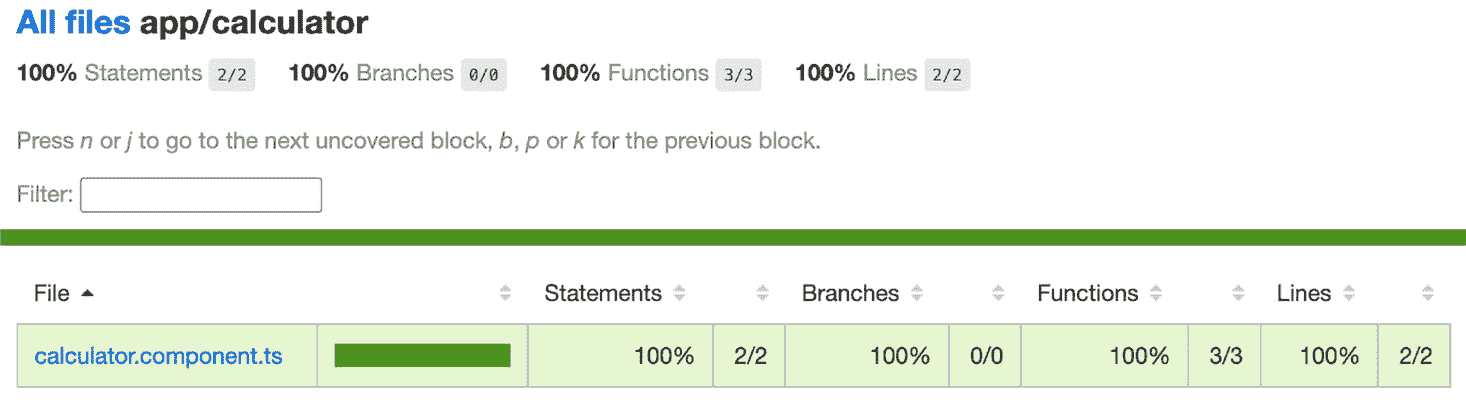 All files app/calculator
100% Statements 2/2 100% Branches 0/0 100% Functions 3/3 100% Lines 2/2
Press n or j to go to the next uncovered block, b, p or k for the previous block.
Filter:
File Statements Branches Functions Lines
calculator.component.ts 100% 2/2 100% 0/0 100% 3/3 100% 2/2